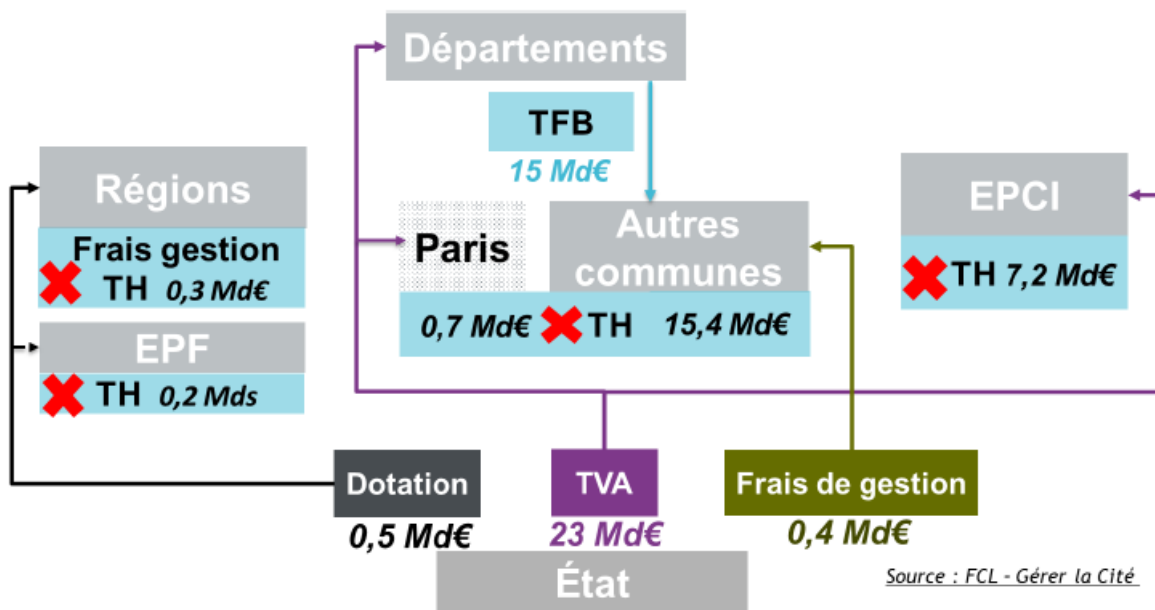 Départements
TFB
15 Md€
Régions
Frais gestion
TH 0,3 Md€
EPF
TH 0,2 Mds
Paris
Autres
communes
0,7 Md€ TH 15,4 Md€
EPCI
TH 7,2 Md€
Dotation
0,5 Md€
TVA
23 Md€
Frais de gestion
0,4 Md€
État
Source : FCL - Gérer la Cité